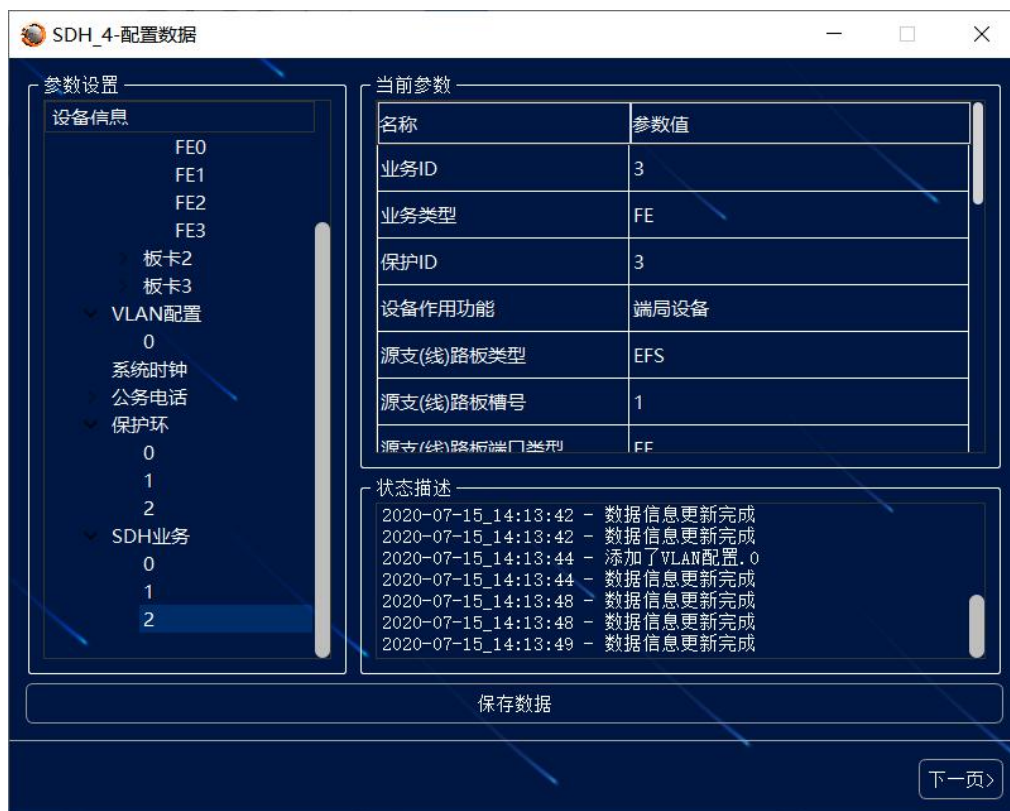 SDH_4-配置数据
参数设置
设备信息
FE0
FE1
FE2
FE3
板卡2
板卡3
VLAN配置
0
系统时钟
公务电话
保护环
0
1
2
SDH业务
0
1
2
当前参数
名称 参数值
业务ID 3
业务类型 FE
保护ID 3
设备作用功能 端局设备
源支(线)路板类型 EFS
源支(线)路板槽号 1
源支(线)路板端口类型 FE
状态描述
2020-07-15_14:13:42 - 数据信息更新完成
2020-07-15_14:13:42 - 数据信息更新完成
2020-07-15_14:13:44 - 添加了VLAN配置.0
2020-07-15_14:13:44 - 数据信息更新完成
2020-07-15_14:13:48 - 数据信息更新完成
2020-07-15_14:13:48 - 数据信息更新完成
2020-07-15_14:13:49 - 数据信息更新完成
保存数据
下一页>